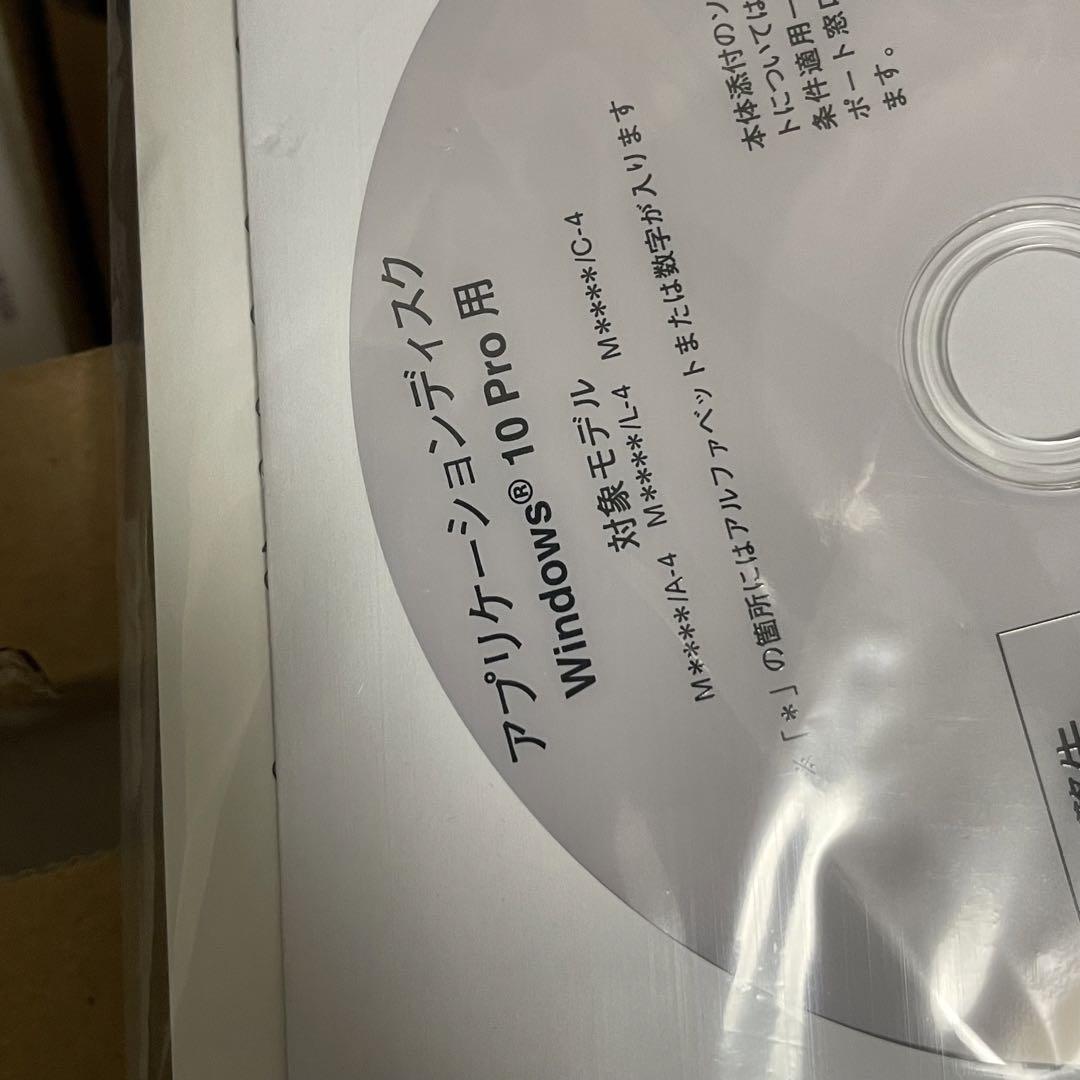 アプリケーションディスク
Windows® 10 Pro 用
対象モデル
M****/A-4 M****/L-4 M****/C-4
※「*」の箇所にはアルファベットまたは数字が入ります
本体添付のソ
トについては
条件適用一
ポート窓口
ます。